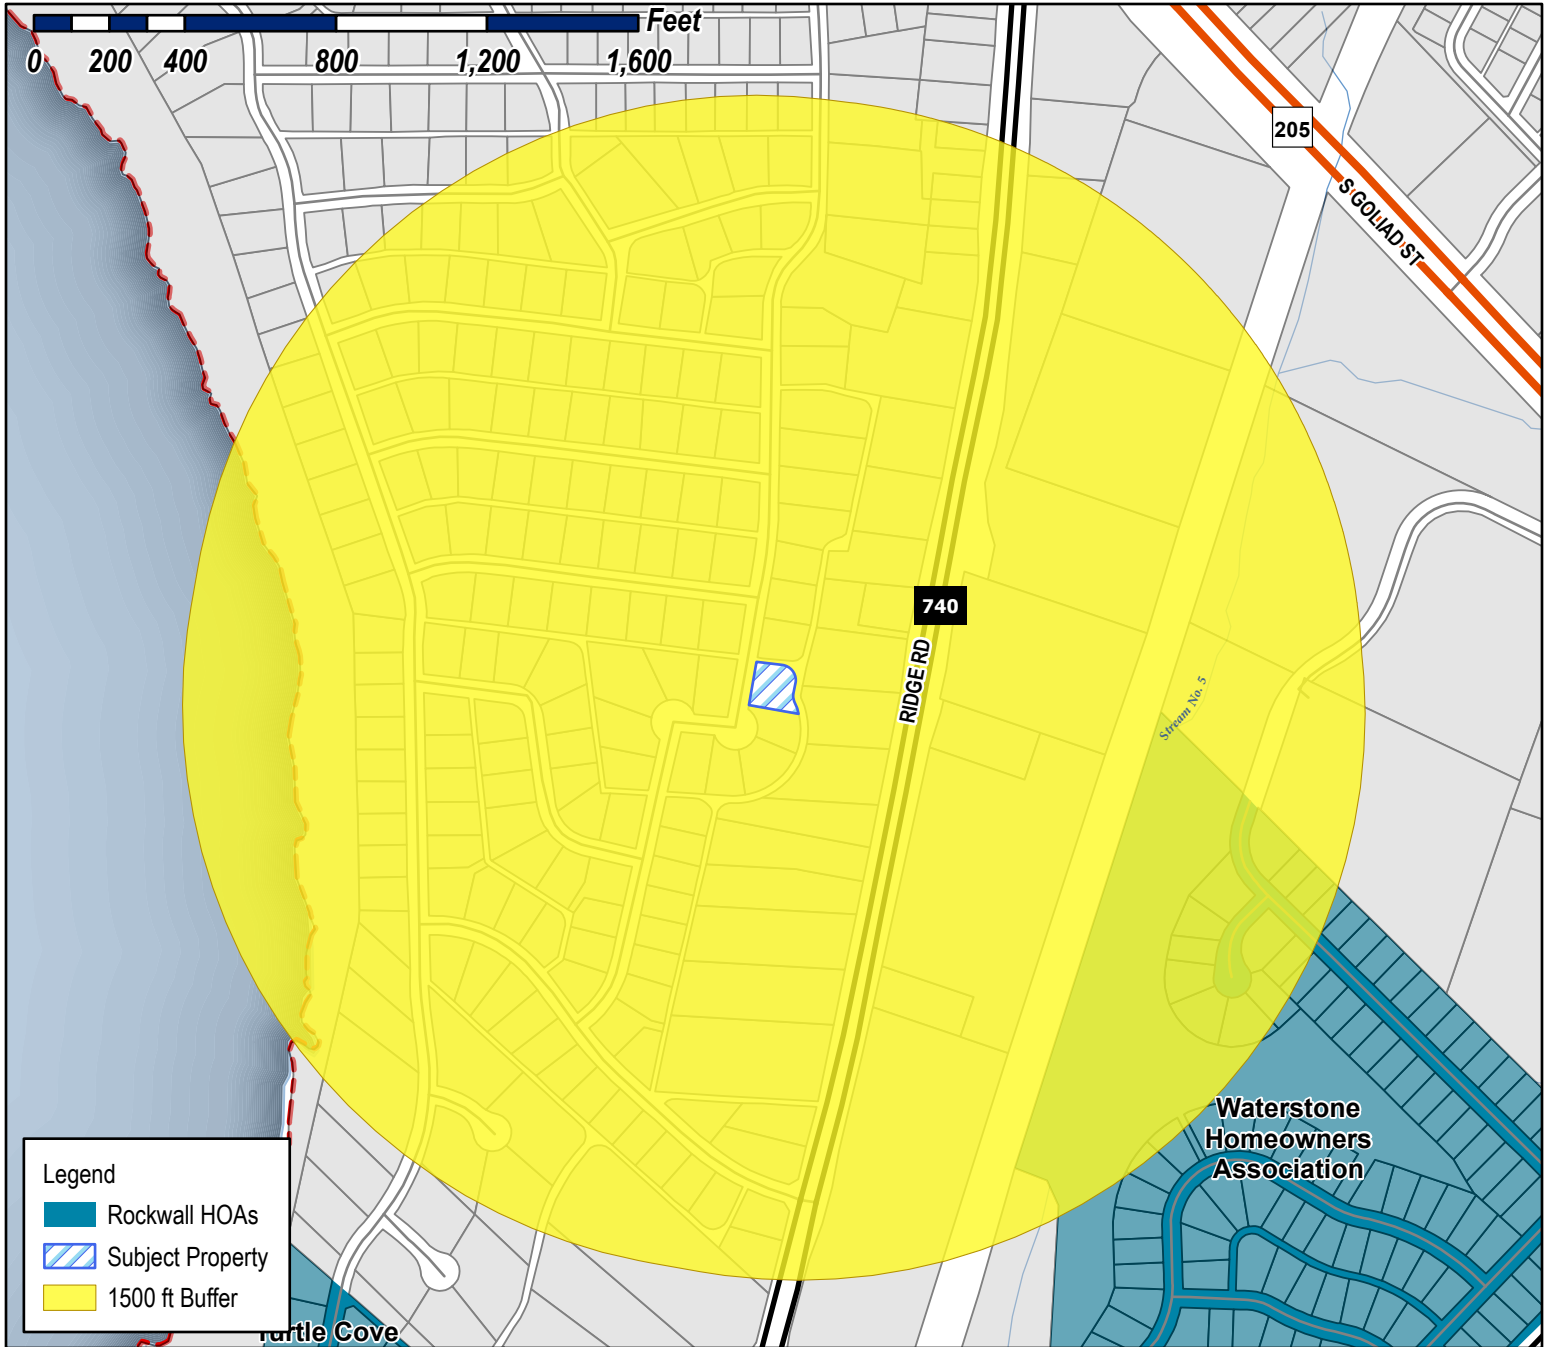 Feet
0 200 400 800 1,200 1,600
205
S GOLIAD ST
740
RIDGE RD
Stream No. 5
Waterstone
Homeowners
Association
Legend
Rockwall HOAs
Subject Property
1500 ft Buffer
Turtle Cove